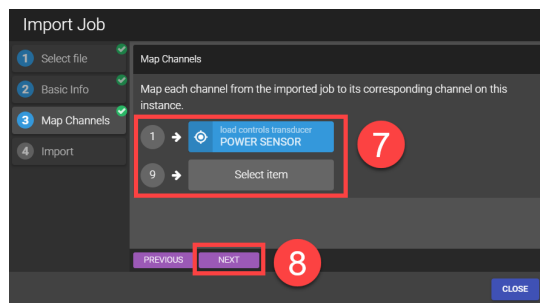 Import Job
1 Select file
2 Basic Info
3 Map Channels
4 Import
Map Channels
Map each channel from the imported job to its corresponding channel on this
instance.
1
load controls transducer
POWER SENSOR
9
Select item
7
PREVIOUS
NEXT
8
CLOSE